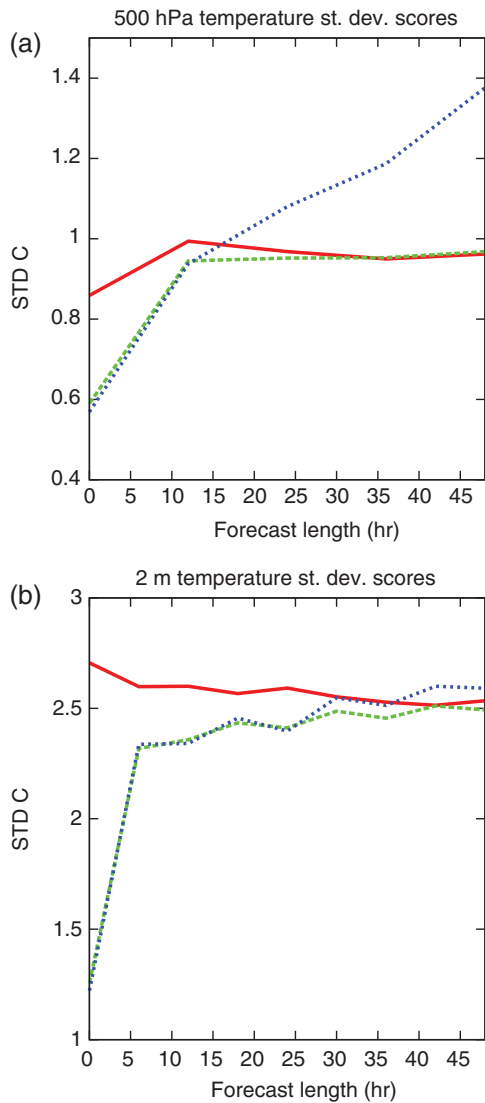 (a)
500 hPa temperature st. dev. scores
STD C
1.4
1.2
1
0.8
0.6
0.4
0 5 10 15 20 25 30 35 40 45
Forecast length (hr)
(b)
2 m temperature st. dev. scores
STD C
3
2.5
2
1.5
1
0 5 10 15 20 25 30 35 40 45
Forecast length (hr)